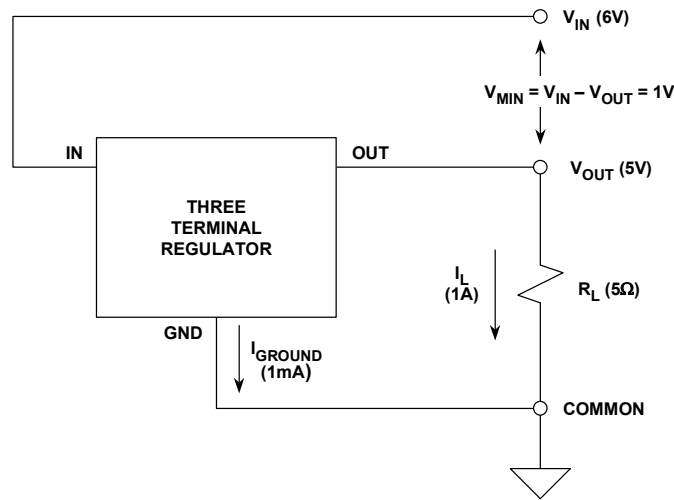 V_IN (6V)
V_MIN = V_IN – V_OUT = 1V
IN
OUT
V_OUT (5V)
THREE
TERMINAL
REGULATOR
I_L
(1A)
R_L (5Ω)
GND
I_GROUND
(1mA)
COMMON